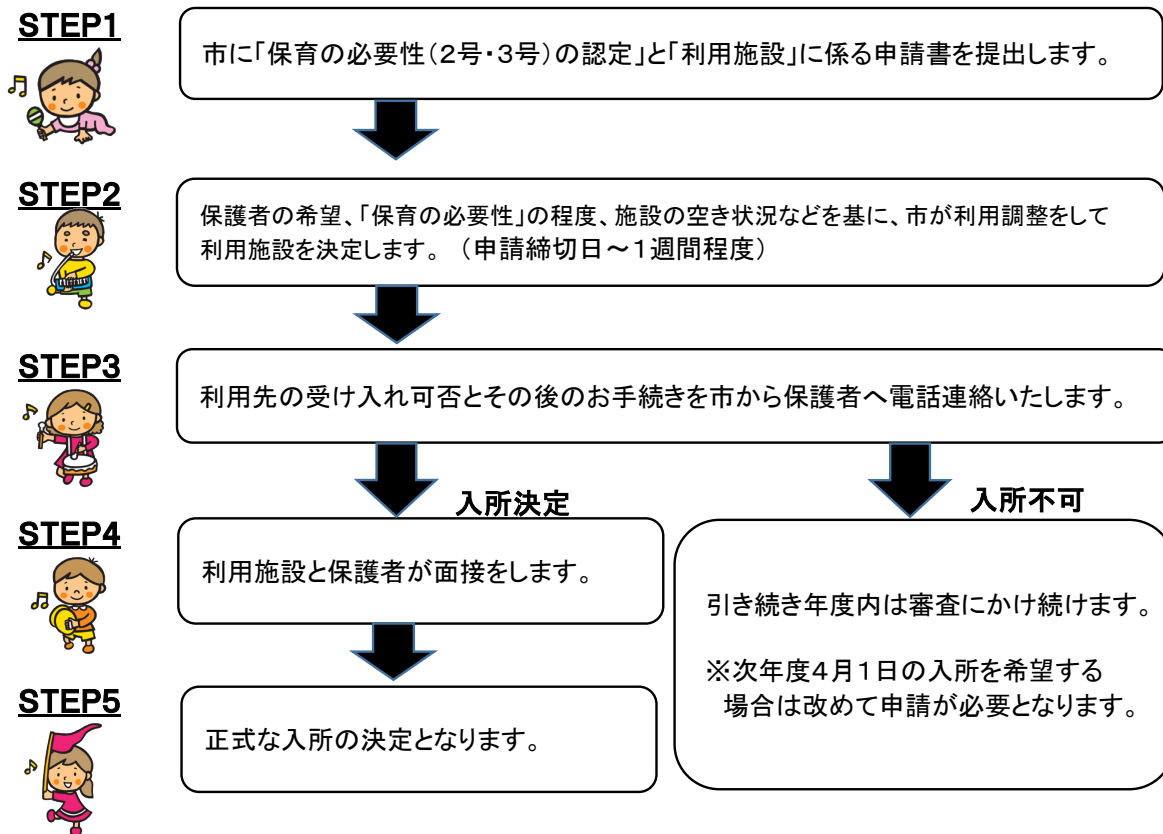 STEP1
市に「保育の必要性(2号・3号)の認定」と「利用施設」に係る申請書を提出します。
STEP2
保護者の希望、「保育の必要性」の程度、施設の空き状況などを基に、市が利用調整をして
利用施設を決定します。（申請締切日～1週間程度）
STEP3
利用先の受け入れ可否とその後のお手続きを市から保護者へ電話連絡いたします。
入所決定
入所不可
STEP4
利用施設と保護者が面接をします。
引き続き年度内は審査にかけ続けます。
※次年度4月1日の入所を希望する
場合は改めて申請が必要となります。
STEP5
正式な入所の決定となります。